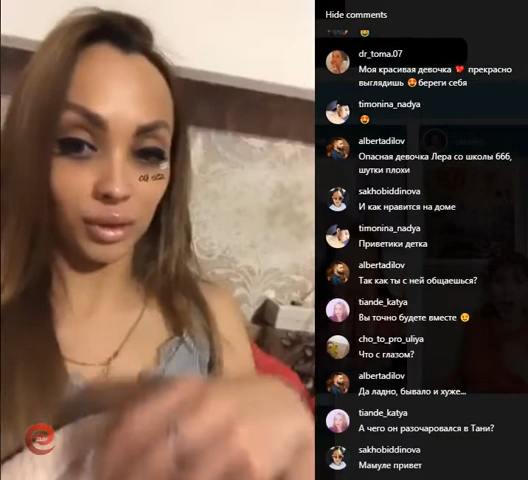 Hide comments
dr_toma.07
Моя красивая девочка 💘 прекрасно
выглядишь 😍 береги себя
timonina_nadya
😍
albertadilov
Опасная девочка Лера со школы 666,
шутки плохи
sakhobiddinova
И как нравится на доме
timonina_nadya
Приветики детка
albertadilov
Так как ты с ней общаешься?
tiande_katya
Вы точно будете вместе 😉
cho_to_pro_uliya
Что с глазом?
albertadilov
Да ладно, бывало и хуже...
tiande_katya
А чего он разочаровался в Тани?
sakhobiddinova
Мамуле привет